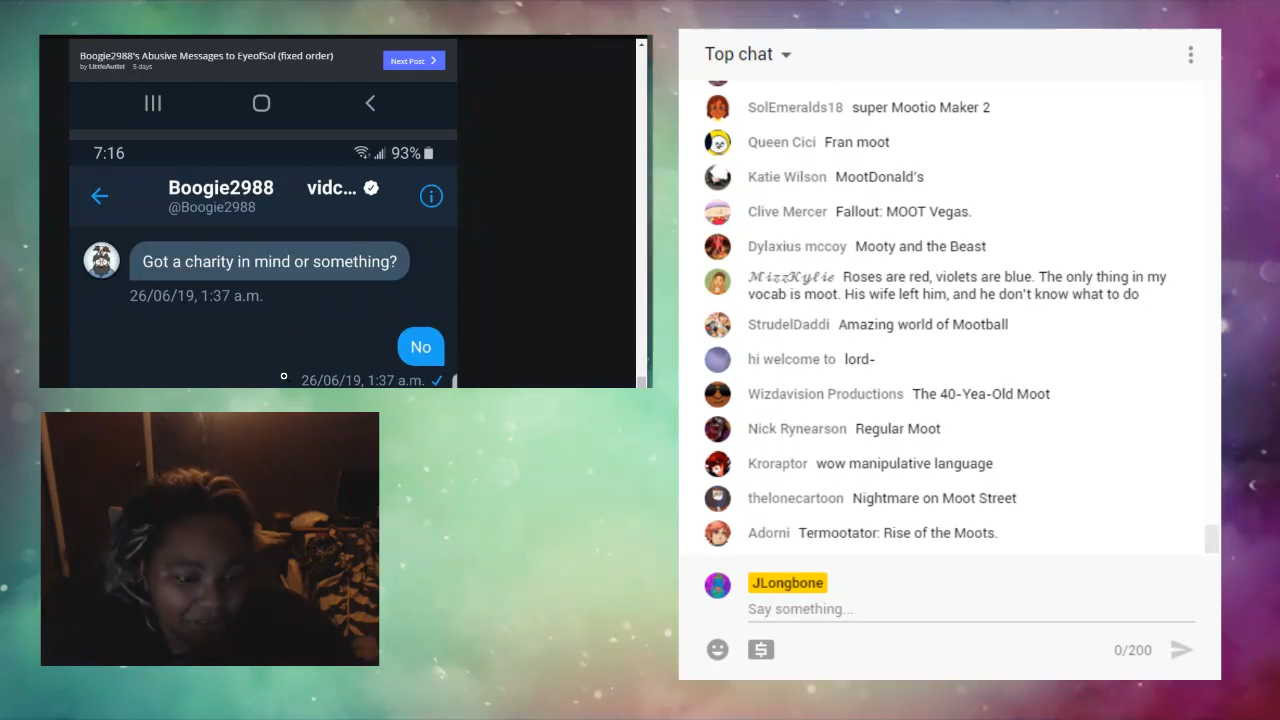 Boogie2988's Abusive Messages to EyeofSol (fixed order)
by LittleAutist 5 days
Next Post
7:16
93%
Boogie2988 vidc...
@Boogie2988
Got a charity in mind or something?
26/06/19, 1:37 a.m.
No
26/06/19, 1:37 a.m.
Top chat
SolEmeralds18 super Mootio Maker 2
Queen Cici Fran moot
Katie Wilson MootDonald's
Clive Mercer Fallout: MOOT Vegas.
Dylaxius mccoy Mooty and the Beast
𝓜𝓲𝔃𝔃𝓚𝔂𝓵𝓲𝓮 Roses are red, violets are blue. The only thing in my
vocab is moot. His wife left him, and he don't know what to do
StrudelDaddi Amazing world of Mootball
hi welcome to lord-
Wizdavision Productions The 40-Yea-Old Moot
Nick Rynearson Regular Moot
Kroraptor wow manipulative language
thelonecartoon Nightmare on Moot Street
Adorni Termootator: Rise of the Moots.
JLongbone
Say something...
0/200